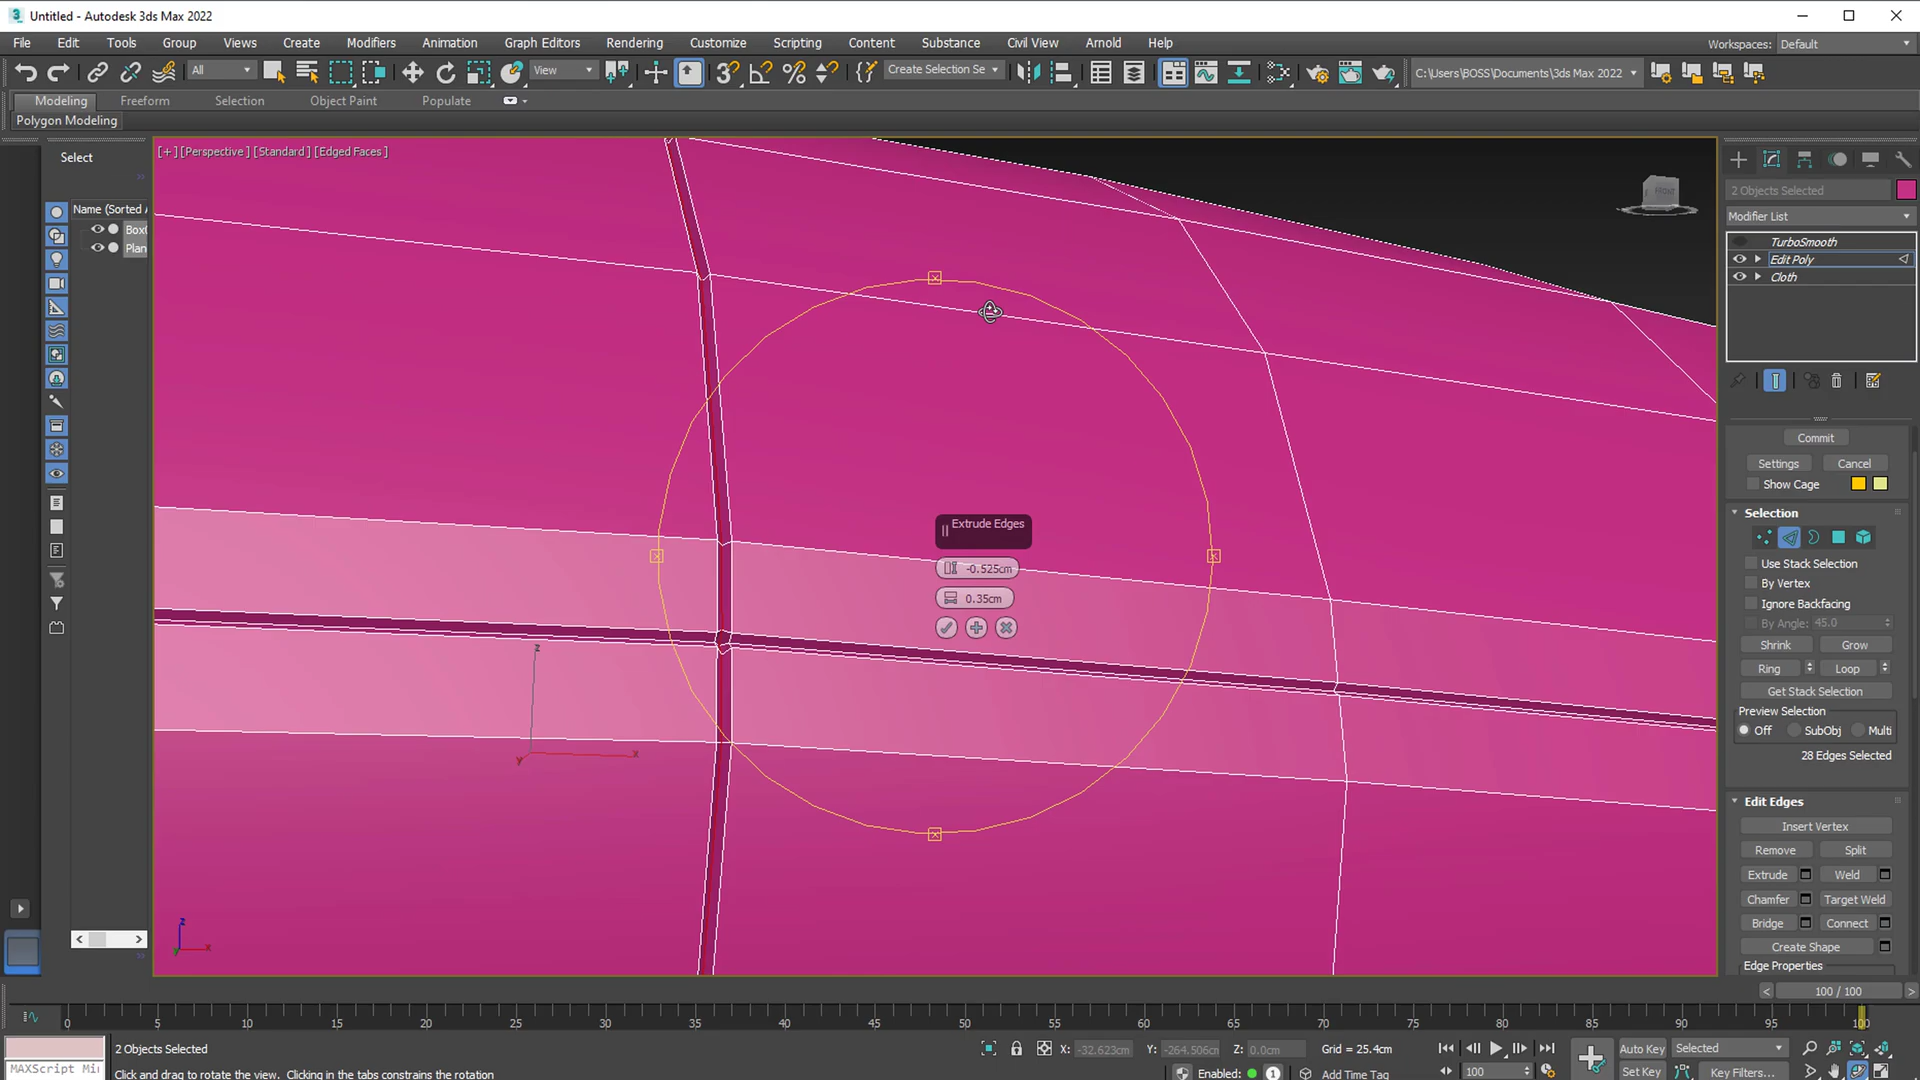 Untitled - Autodesk 3ds Max 2022
File Edit Tools Group Views Create Modifiers Animation Graph Editors Rendering Customize Scripting Content Substance Civil View Arnold Help
Workspaces: Default
All
View
Create Selection Se
C:\Users\BOSS\Documents\3ds Max 2022
Modeling Freeform Selection Object Paint Populate
Polygon Modeling
Select
Name (Sorted A
Box
Plan
[+] [Perspective] [Standard] [Edged Faces]
FRONT
Extrude Edges
-0.525cm
0.35cm
z
x
y
z
x
y
2 Objects Selected
Modifier List
TurboSmooth
Edit Poly
Cloth
Commit
Settings Cancel
Show Cage
Selection
Use Stack Selection
By Vertex
Ignore Backfacing
By Angle: 45.0
Shrink Grow
Ring Loop
Get Stack Selection
Preview Selection
Off SubObj Multi
28 Edges Selected
Edit Edges
Insert Vertex
Remove Split
Extrude Weld
Chamfer Target Weld
Bridge Connect
Create Shape
Edge Properties
100 / 100
0 5 10 15 20 25 30 35 40 45 50 55 60 65 70 75 80 85 90 95 100
2 Objects Selected
X: -32.623cm Y: -264.506cm Z: 0.0cm Grid = 25.4cm
Auto Key Selected
MAXScript Mi
Click and drag to rotate the view. Clicking in the tabs constrains the rotation
Enabled: 1 Add Time Tag
100
Set Key Key Filters...